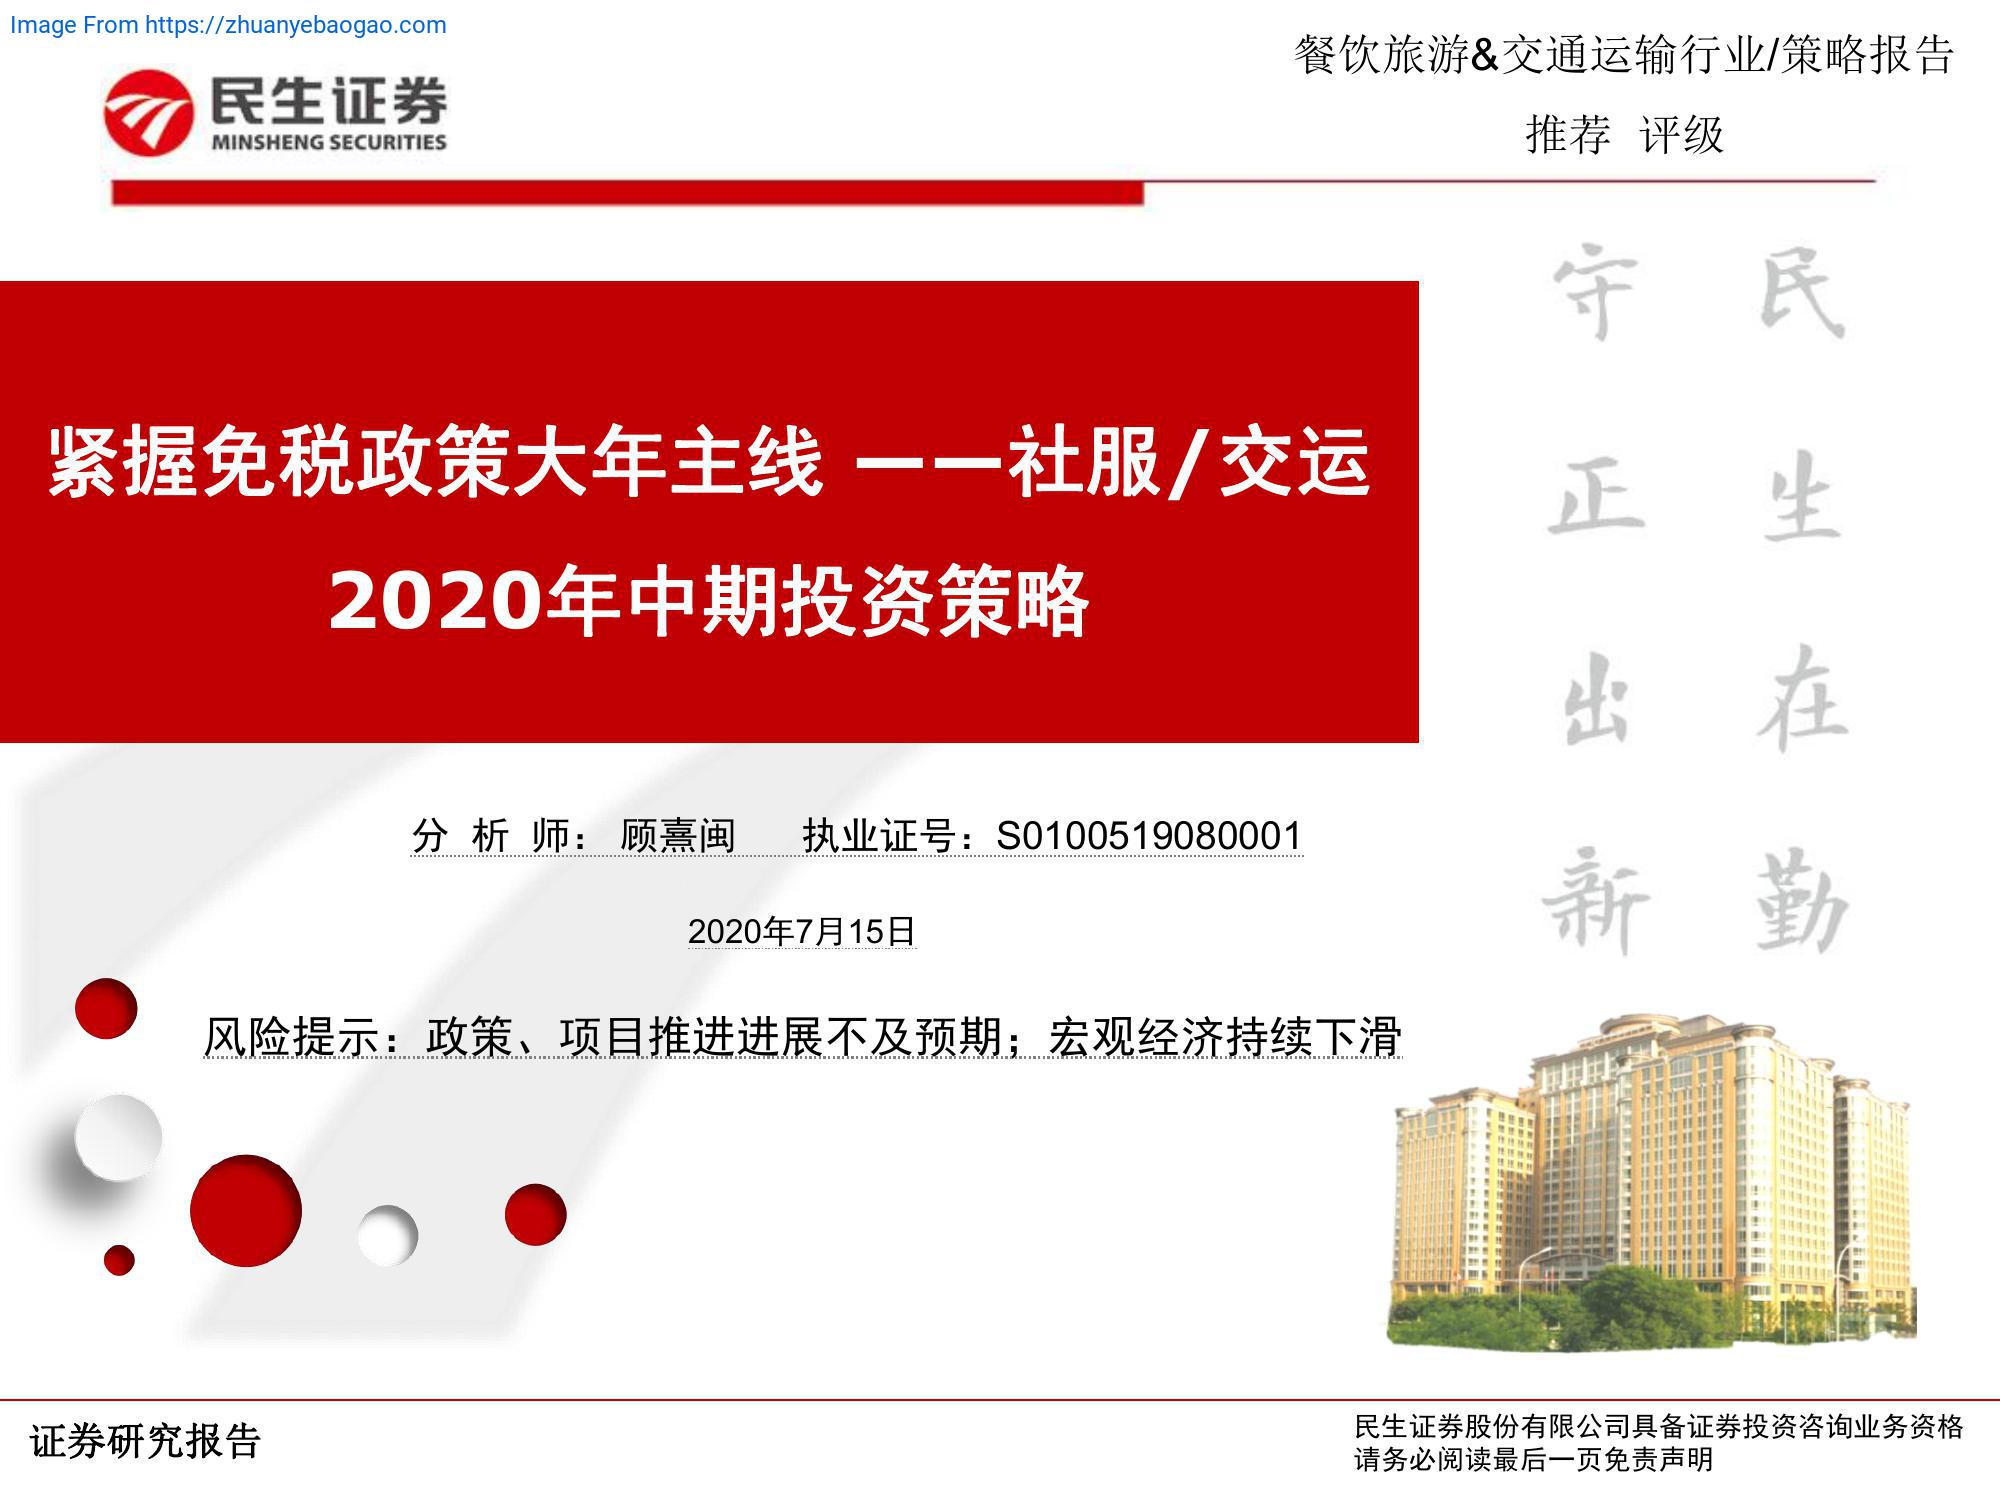 Image From https://zhuanyebaogao.com
餐饮旅游&交通运输行业/策略报告
民生证券
MINSHENG SECURITIES
推荐 评级
紧握免税政策大年主线 ——社服/交运
2020年中期投资策略
民生在勤
守正出新
分 析 师： 顾熹闽 执业证号：S0100519080001
2020年7月15日
风险提示：政策、项目推进进展不及预期；宏观经济持续下滑
证券研究报告
民生证券股份有限公司具备证券投资咨询业务资格
请务必阅读最后一页免责声明